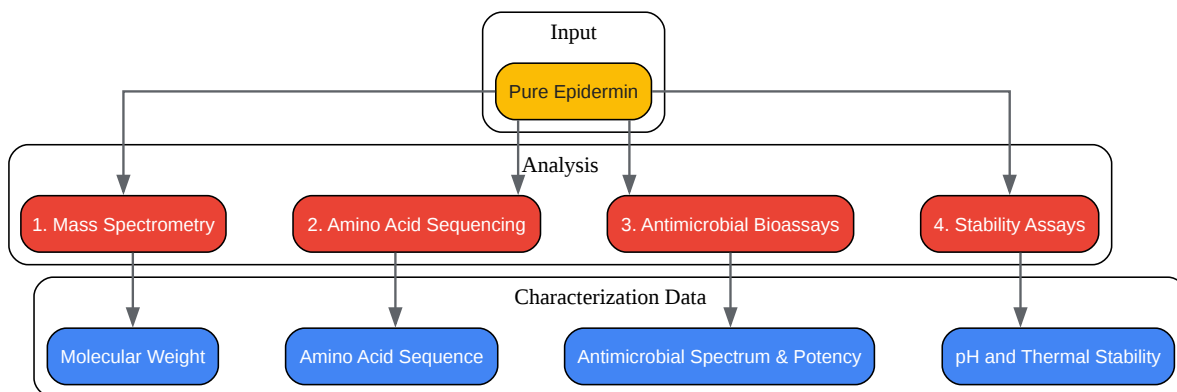 Input
Pure Epidermin
Analysis
1. Mass Spectrometry
2. Amino Acid Sequencing
3. Antimicrobial Bioassays
4. Stability Assays
Characterization Data
Molecular Weight
Amino Acid Sequence
Antimicrobial Spectrum & Potency
pH and Thermal Stability